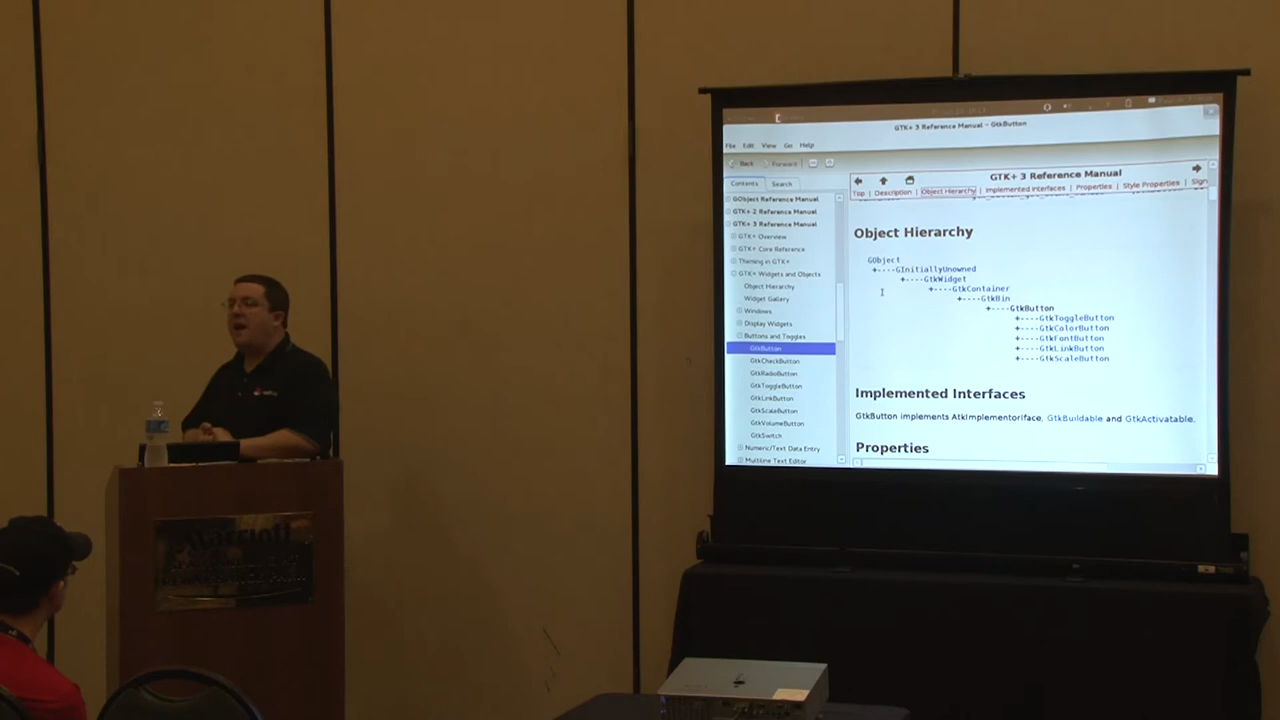 GTK+ 3 Reference Manual - GtkButton
File Edit View Go Help
Back Forward
Contents Search
GObject Reference Manual
GTK+ 2 Reference Manual
GTK+ 3 Reference Manual
GTK+ Overview
GTK+ Core Reference
Theming in GTK+
GTK+ Widgets and Objects
Object Hierarchy
Widget Gallery
Windows
Display Widgets
Buttons and Toggles
GtkButton
GtkCheckButton
GtkRadioButton
GtkToggleButton
GtkLinkButton
GtkScaleButton
GtkVolumeButton
GtkSwitch
Numeric/Text Data Entry
Multiline Text Editor
GTK+ 3 Reference Manual
Top | Description | Object Hierarchy | Implemented Interfaces | Properties | Style Properties | Sign
Object Hierarchy
GObject
+----GInitiallyUnowned
+----GtkWidget
+----GtkContainer
+----GtkBin
+----GtkButton
+----GtkToggleButton
+----GtkColorButton
+----GtkFontButton
+----GtkLinkButton
+----GtkScaleButton
Implemented Interfaces
GtkButton implements AtkImplementorIface, GtkBuildable and GtkActivatable.
Properties
Marriott